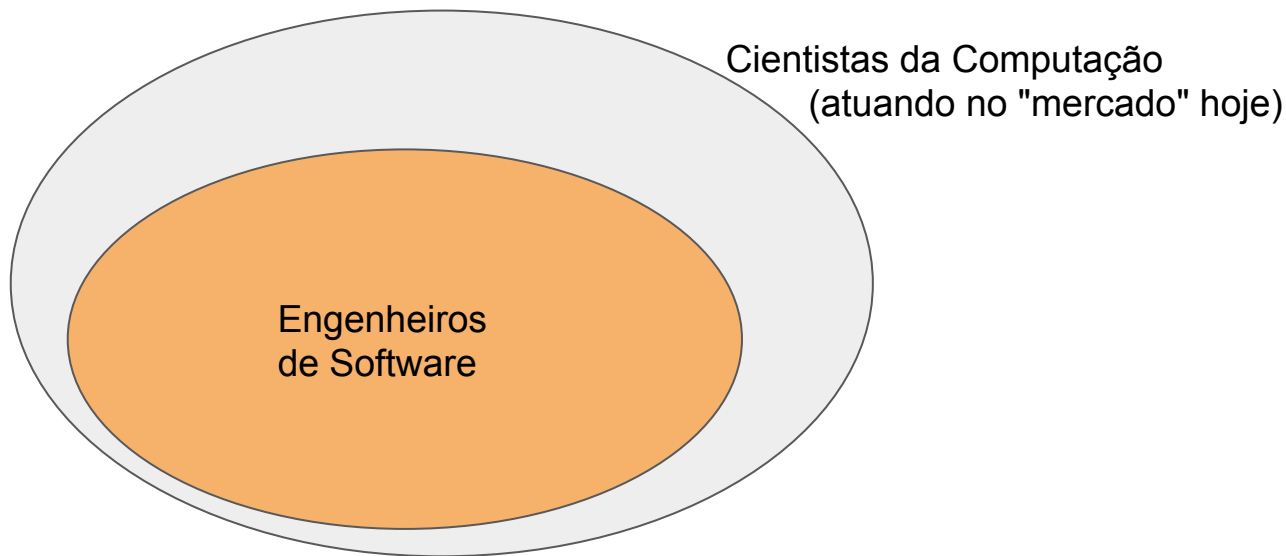 Cientistas da Computação
(atuando no "mercado" hoje)
Engenheiros
de Software